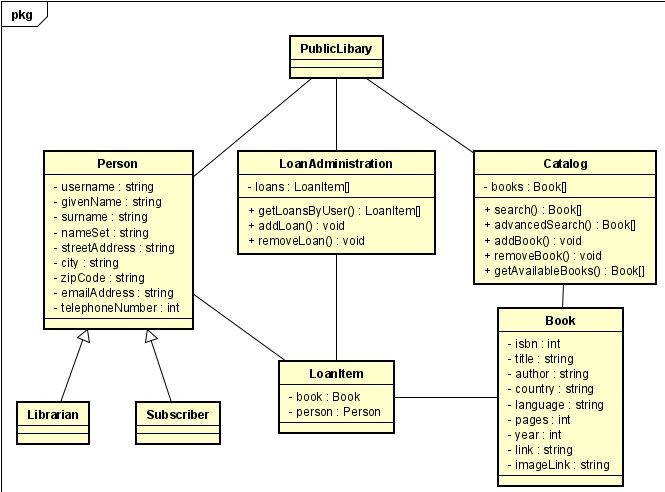 pkg
PublicLibary
Person
- username : string
- givenName : string
- surname : string
- nameSet : string
- streetAddress : string
- city : string
- zipCode : string
- emailAddress : string
- telephoneNumber : int
LoanAdministration
- loans : LoanItem[]
+ getLoansByUser() : LoanItem[]
+ addLoan() : void
+ removeLoan() : void
Catalog
- books : Book[]
+ search() : Book[]
+ advancedSearch() : Book[]
+ addBook() : void
+ removeBook() : void
+ getAvailableBooks() : Book[]
Book
- isbn : int
- title : string
- author : string
- country : string
- language : string
- pages : int
- year : int
- link : string
- imageLink : string
LoanItem
- book : Book
- person : Person
Librarian
Subscriber